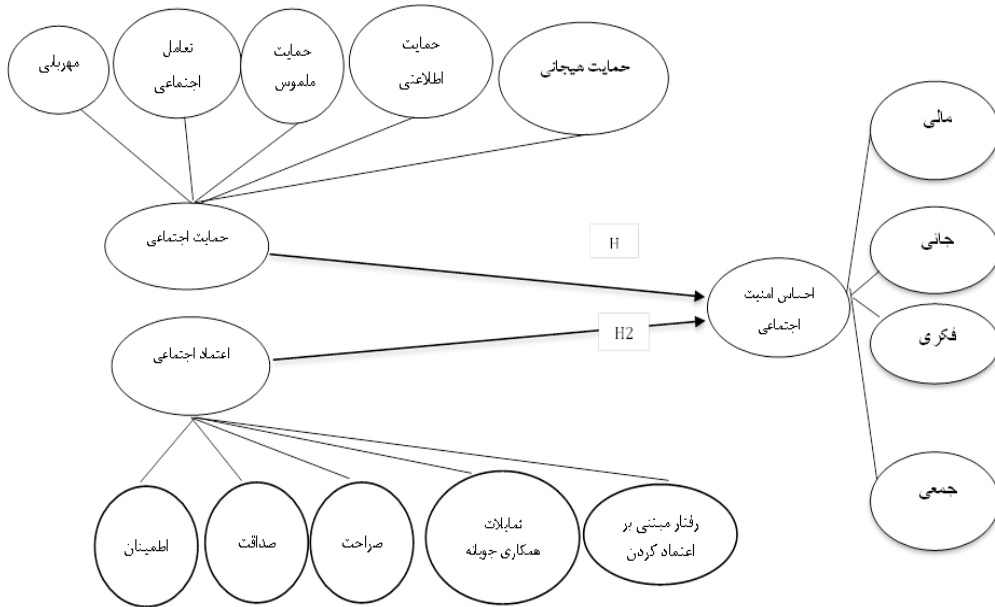 مهربانی
تعامل
اجتماعی
حمایت
ملموس
حمایت
اطلاعتی
حمایت هیجانی
مالی
جانی
فکری
جمعی
حمایت اجتماعی
H
احساس امنیت
اجتماعی
H2
اعتماد اجتماعی
اطمینان
صداقت
صراحت
تمایلات
همکاری جویانه
رفتار مبتنی بر
اعتماد کردن